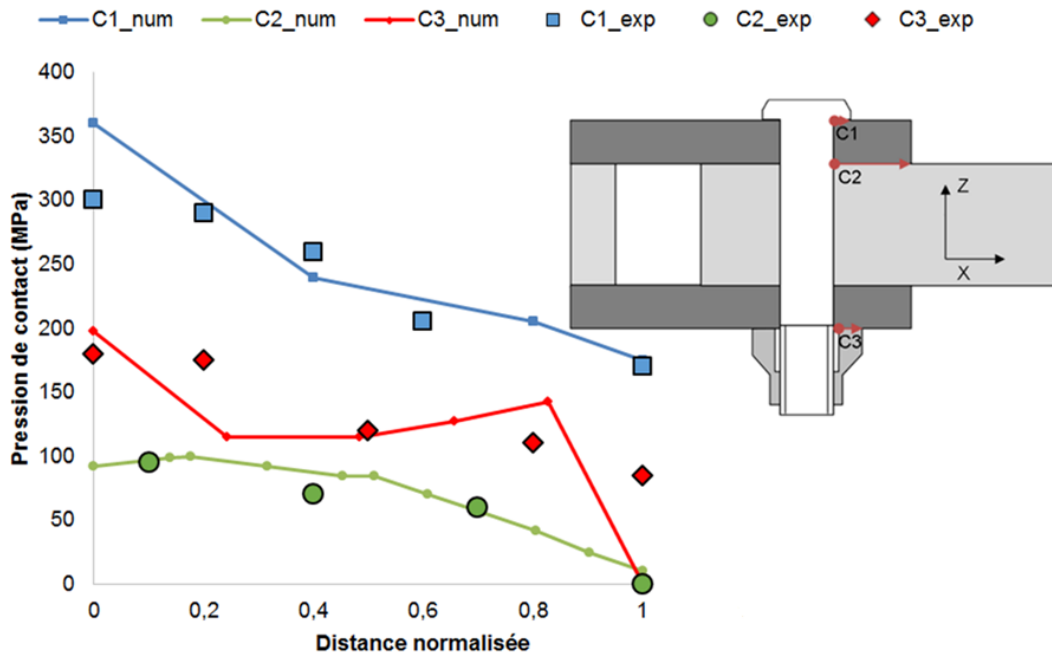 C1_num C2_num C3_num C1_exp C2_exp C3_exp
400
350
300
250
200
150
100
50
0
Pression de contact (MPa)
0 0,2 0,4 0,6 0,8 1
Distance normalisée
C1
C2
Z
X
C3